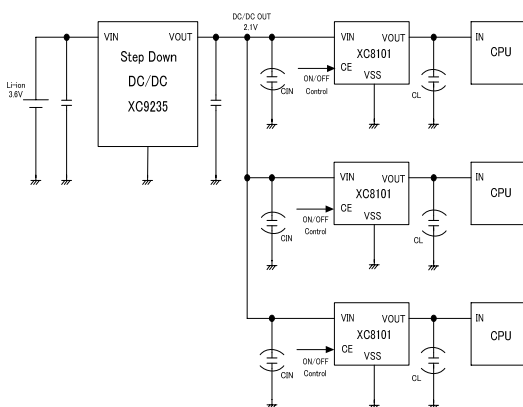 Li-ion
3.6V
VIN
VOUT
Step Down
DC/DC
XC9235
DC/DC OUT
2.1V
CIN
ON/OFF
Control
VIN
VOUT
XC8101
CE
VSS
CL
IN
CPU
CIN
ON/OFF
Control
VIN
VOUT
XC8101
CE
VSS
CL
IN
CPU
CIN
ON/OFF
Control
VIN
VOUT
XC8101
CE
VSS
CL
IN
CPU